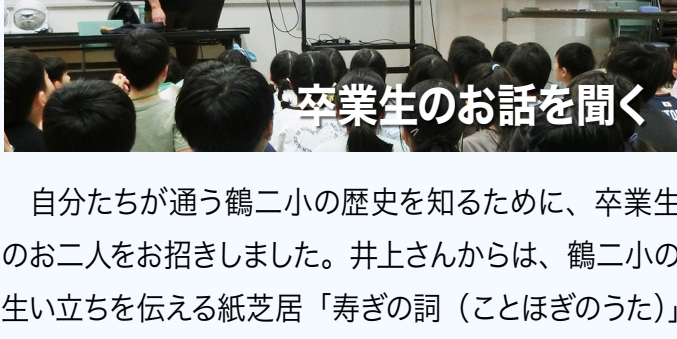 卒業生のお話を聞く
自分たちが通う鶴二小の歴史を知るために、卒業生
のお二人をお招きしました。井上さんからは、鶴二小の
生い立ちを伝える紙芝居「寿ぎの詞（ことほぎのうた）」